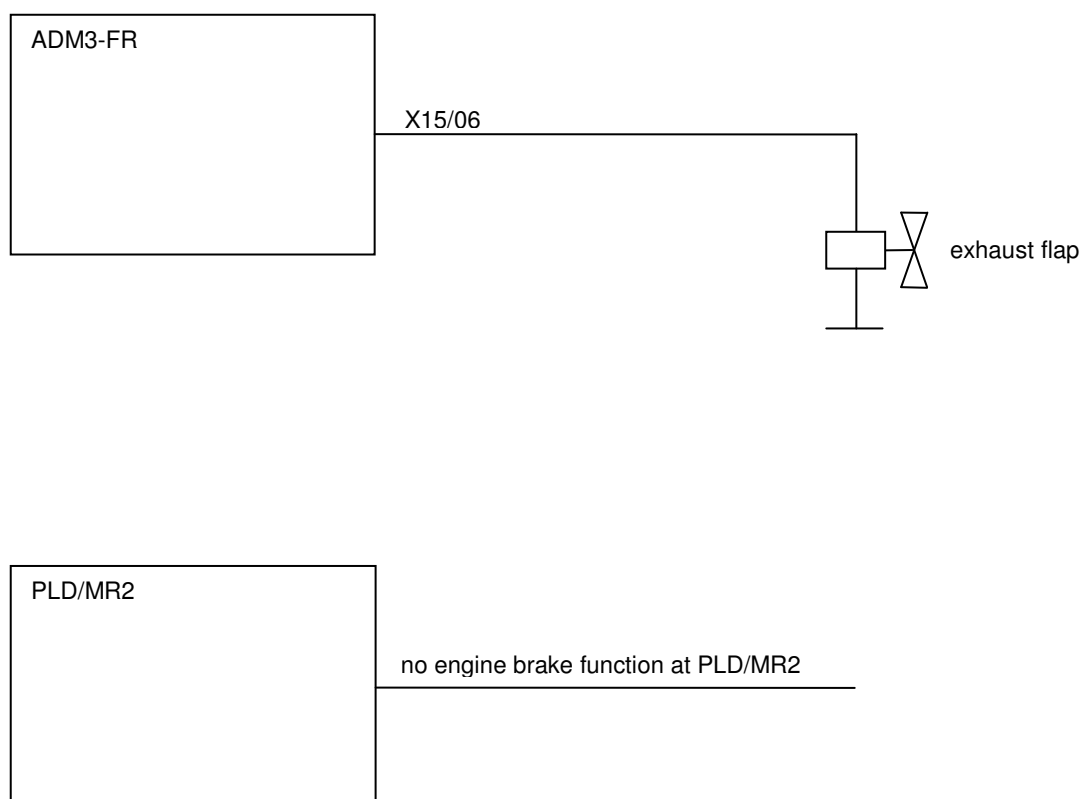 ADM3-FR
X15/06
exhaust flap
PLD/MR2
no engine brake function at PLD/MR2